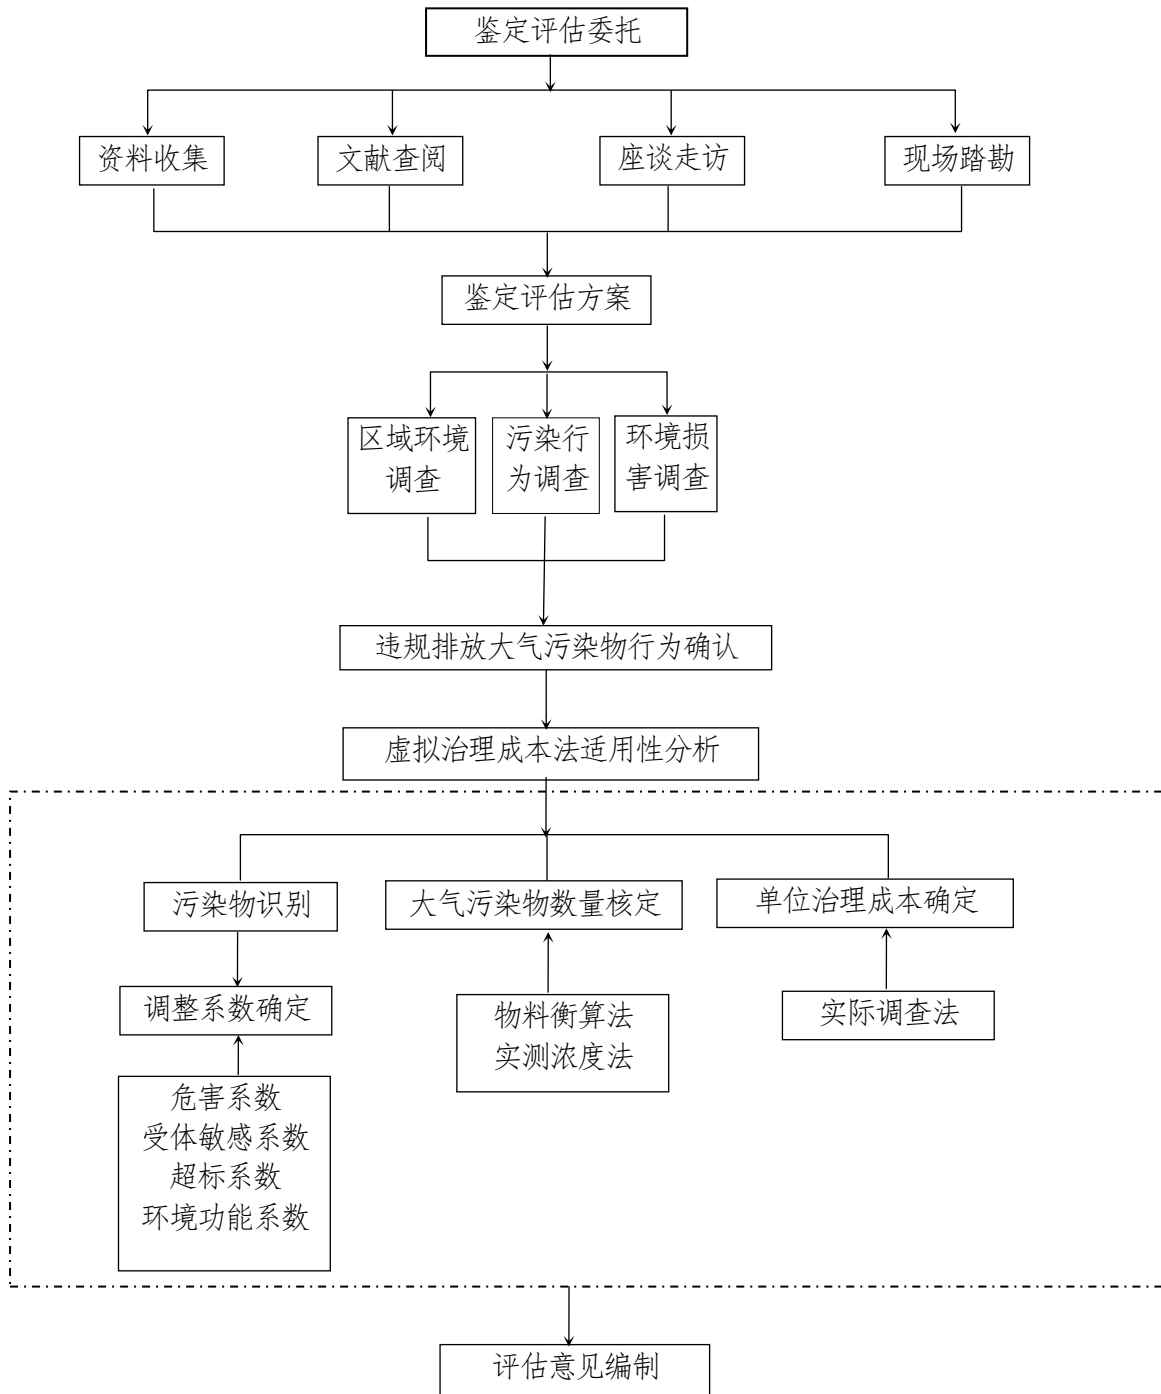 鉴定评估委托
资料收集
文献查阅
座谈走访
现场踏勘
鉴定评估方案
区域环境
调查
污染行
为调查
环境损
害调查
违规排放大气污染物行为确认
虚拟治理成本法适用性分析
污染物识别
大气污染物数量核定
单位治理成本确定
调整系数确定
物料衡算法
实测浓度法
实际调查法
危害系数
受体敏感系数
超标系数
环境功能系数
评估意见编制